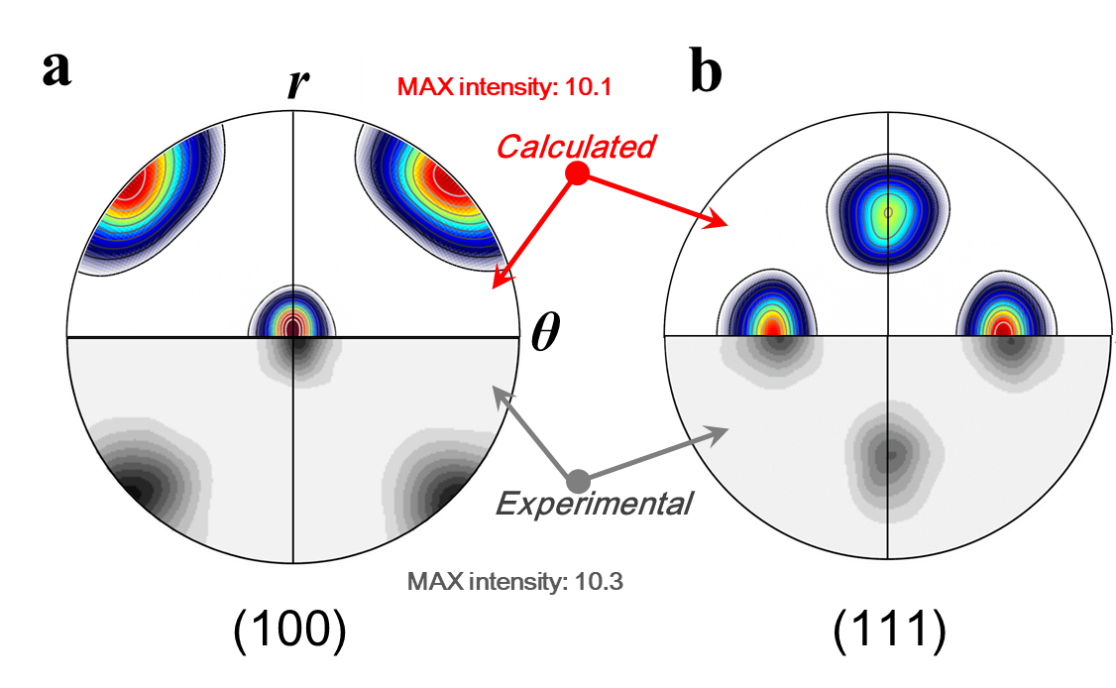 a
r
MAX intensity: 10.1
b
Calculated
θ
Experimental
MAX intensity: 10.3
(100)
(111)